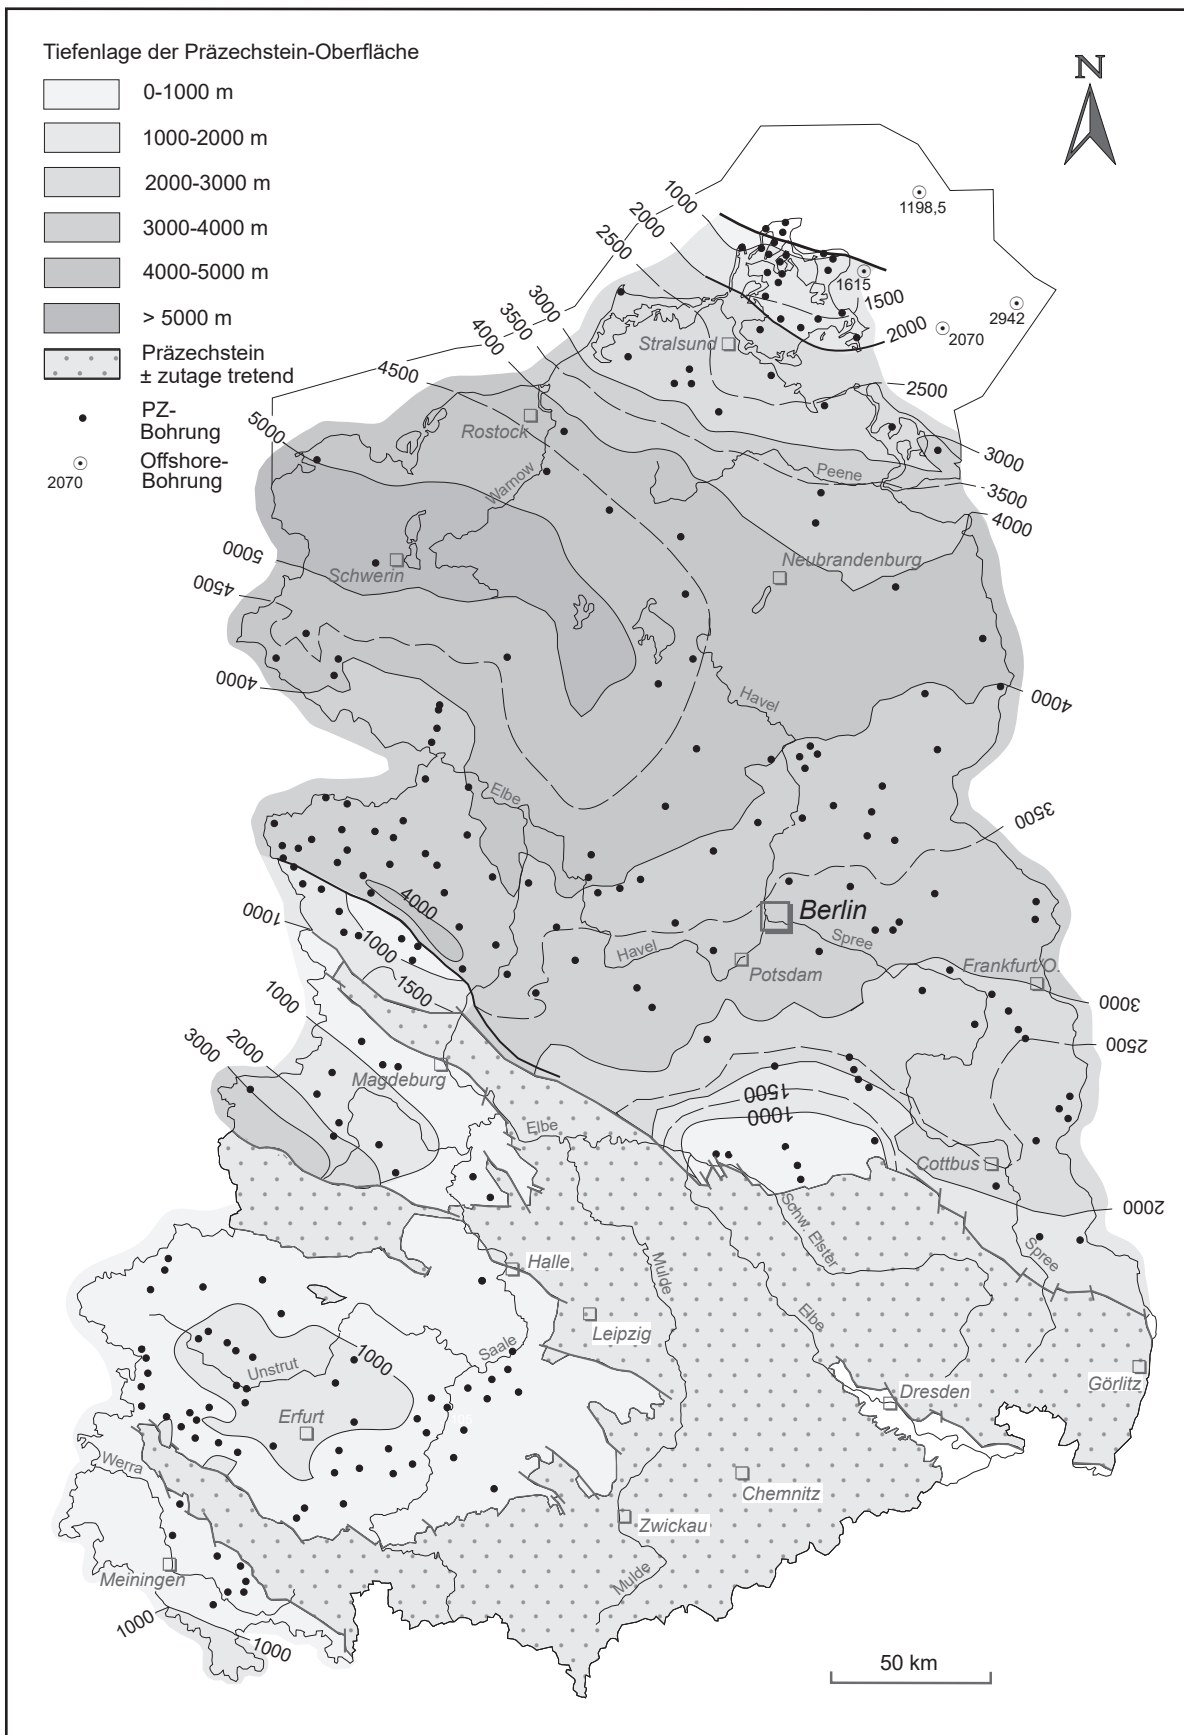 Tiefenlage der Präzechstein-Oberfläche
0-1000 m
1000-2000 m
2000-3000 m
3000-4000 m
4000-5000 m
> 5000 m
Präzechstein
± zutage tretend
PZ-
Bohrung
Offshore-
Bohrung
2070
N
1198,5
1000
2000
2500
1615
1500
2942
3000
3500
2000
2070
4000
Stralsund
4500
2500
5000
Rostock
3000
Peene
Warnow
3500
4000
5000
Neubrandenburg
Schwerin
4500
4000
Havel
4000
Elbe
3500
4000
Berlin
1000
1000
Spree
Havel
Potsdam
Frankfurt/O.
1500
1000
3000
2000
2500
3000
Magdeburg
1500
1000
Elbe
Cottbus
2000
Schw. Elster
Spree
Halle
Mulde
Elbe
Leipzig
Saale
1000
Unstrut
Görlitz
Dresden
Erfurt
Werra
Chemnitz
Zwickau
Meiningen
Mulde
1000
1000
50 km